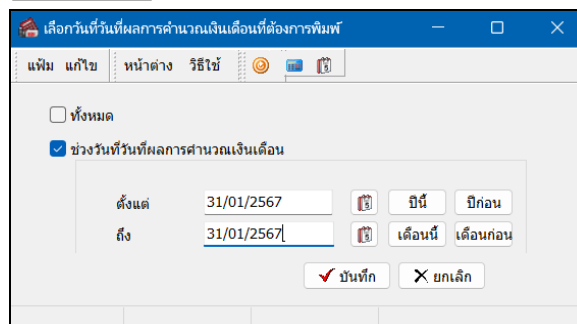 เลือกวันที่วันที่ผลการคำนวณเงินเดือนที่ต้องการพิมพ์
แฟ้ม แก้ไข หน้าต่าง วิธีใช้
ทั้งหมด
ช่วงวันที่วันที่ผลการคำนวณเงินเดือน
ตั้งแต่ 31/01/2567 ปีนี้ ปีก่อน
ถึง 31/01/2567 เดือนนี้ เดือนก่อน
บันทึก ยกเลิก